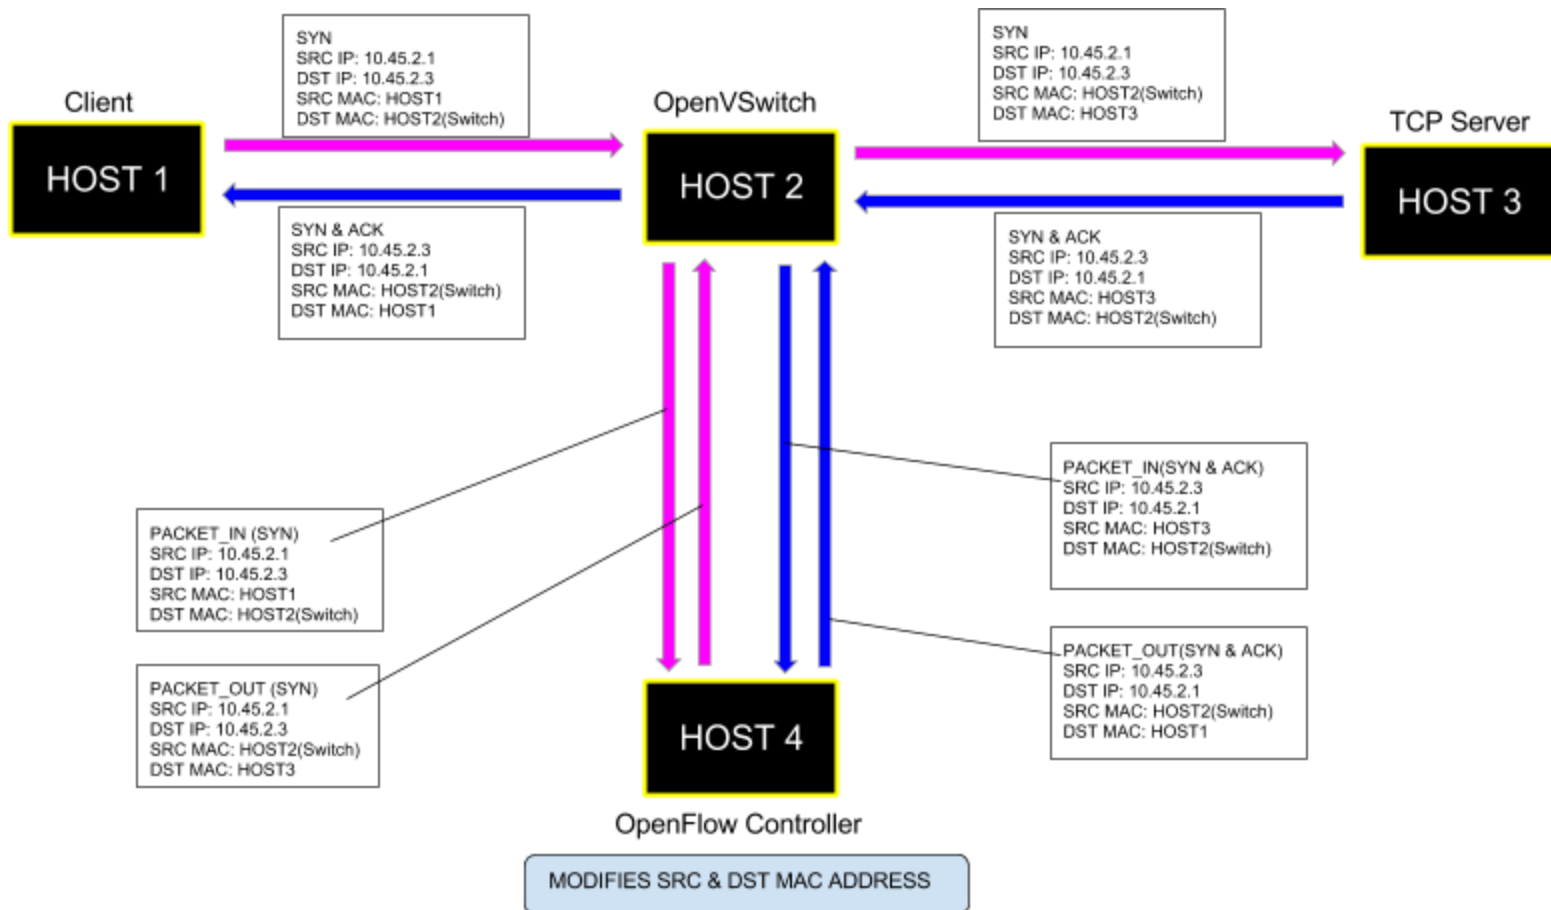 SYN
SRC IP: 10.45.2.1
DST IP: 10.45.2.3
SRC MAC: HOST1
DST MAC: HOST2(Switch)
SYN
SRC IP: 10.45.2.1
DST IP: 10.45.2.3
SRC MAC: HOST2(Switch)
DST MAC: HOST3
Client
OpenVSwitch
TCP Server
HOST 1
HOST 2
HOST 3
SYN & ACK
SRC IP: 10.45.2.3
DST IP: 10.45.2.1
SRC MAC: HOST2(Switch)
DST MAC: HOST1
SYN & ACK
SRC IP: 10.45.2.3
DST IP: 10.45.2.1
SRC MAC: HOST3
DST MAC: HOST2(Switch)
PACKET_IN (SYN)
SRC IP: 10.45.2.1
DST IP: 10.45.2.3
SRC MAC: HOST1
DST MAC: HOST2(Switch)
PACKET_IN(SYN & ACK)
SRC IP: 10.45.2.3
DST IP: 10.45.2.1
SRC MAC: HOST3
DST MAC: HOST2(Switch)
PACKET_OUT (SYN)
SRC IP: 10.45.2.1
DST IP: 10.45.2.3
SRC MAC: HOST2(Switch)
DST MAC: HOST3
PACKET_OUT(SYN & ACK)
SRC IP: 10.45.2.3
DST IP: 10.45.2.1
SRC MAC: HOST2(Switch)
DST MAC: HOST1
HOST 4
OpenFlow Controller
MODIFIES SRC & DST MAC ADDRESS